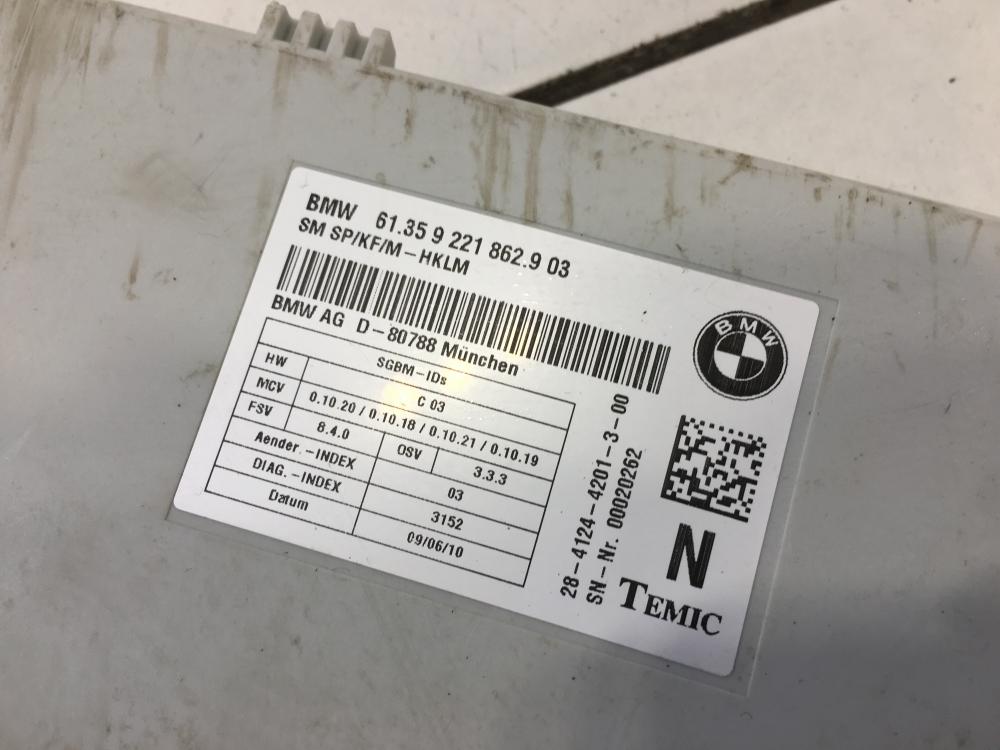 BMW 61.35 9 221 862.9 03
SM SP/KF/M-HKLM
BMW AG D-80788 München
SGBM-IDs
HW C 03
MCV 0.10.20 / 0.10.18 / 0.10.21 / 0.10.19
FSV 8.4.0 OSV 3.3.3
Aender.-INDEX 03
DIAG.-INDEX 3152
Datum 09/06/10
28-4124-4201-3-00
SN-Nr. 00020262
BMW
N
TEMIC